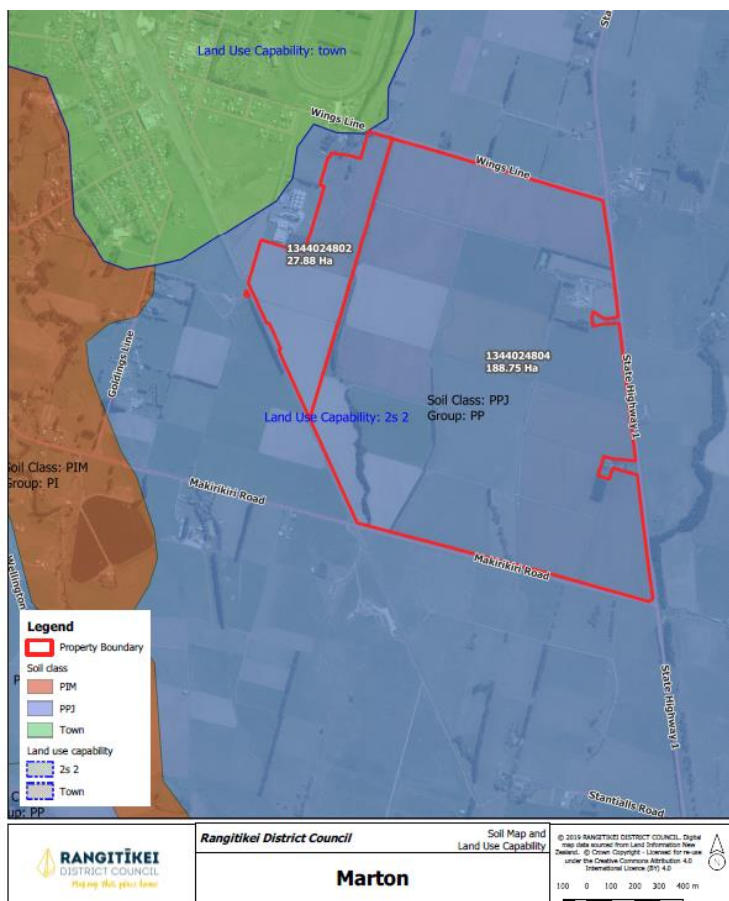 Land Use Capability: town
Sta
Wings Line
Wings Line
1344024802
27.88 Ha
Goldings Line
1344024804
188.75 Ha
State Highway 1
Soil Class: PPJ
Group: PP
Land Use Capability: 2s 2
Soil Class: PIM
Group: PI
Makirikiri Road
Makirikiri Road
Wellington
State Highway 1
Stantialls Road
Legend
Property Boundary
Soil class
PIM
PPJ
Town
Land use capability
2s 2
Town
P
C
up: PP
RANGITĪKEI
DISTRICT COUNCIL
Making this place home
Rangitikei District Council
Soil Map and
Land Use Capability
Marton
© 2019 RANGITIKEI DISTRICT COUNCIL. Digital
map data sourced from Land Information New
Zealand. © Crown Copyright - Licensed for re-use
under the Creative Commons Attribution 4.0
International Licence (BY) 4.0
N
100 0 100 200 300 400 m